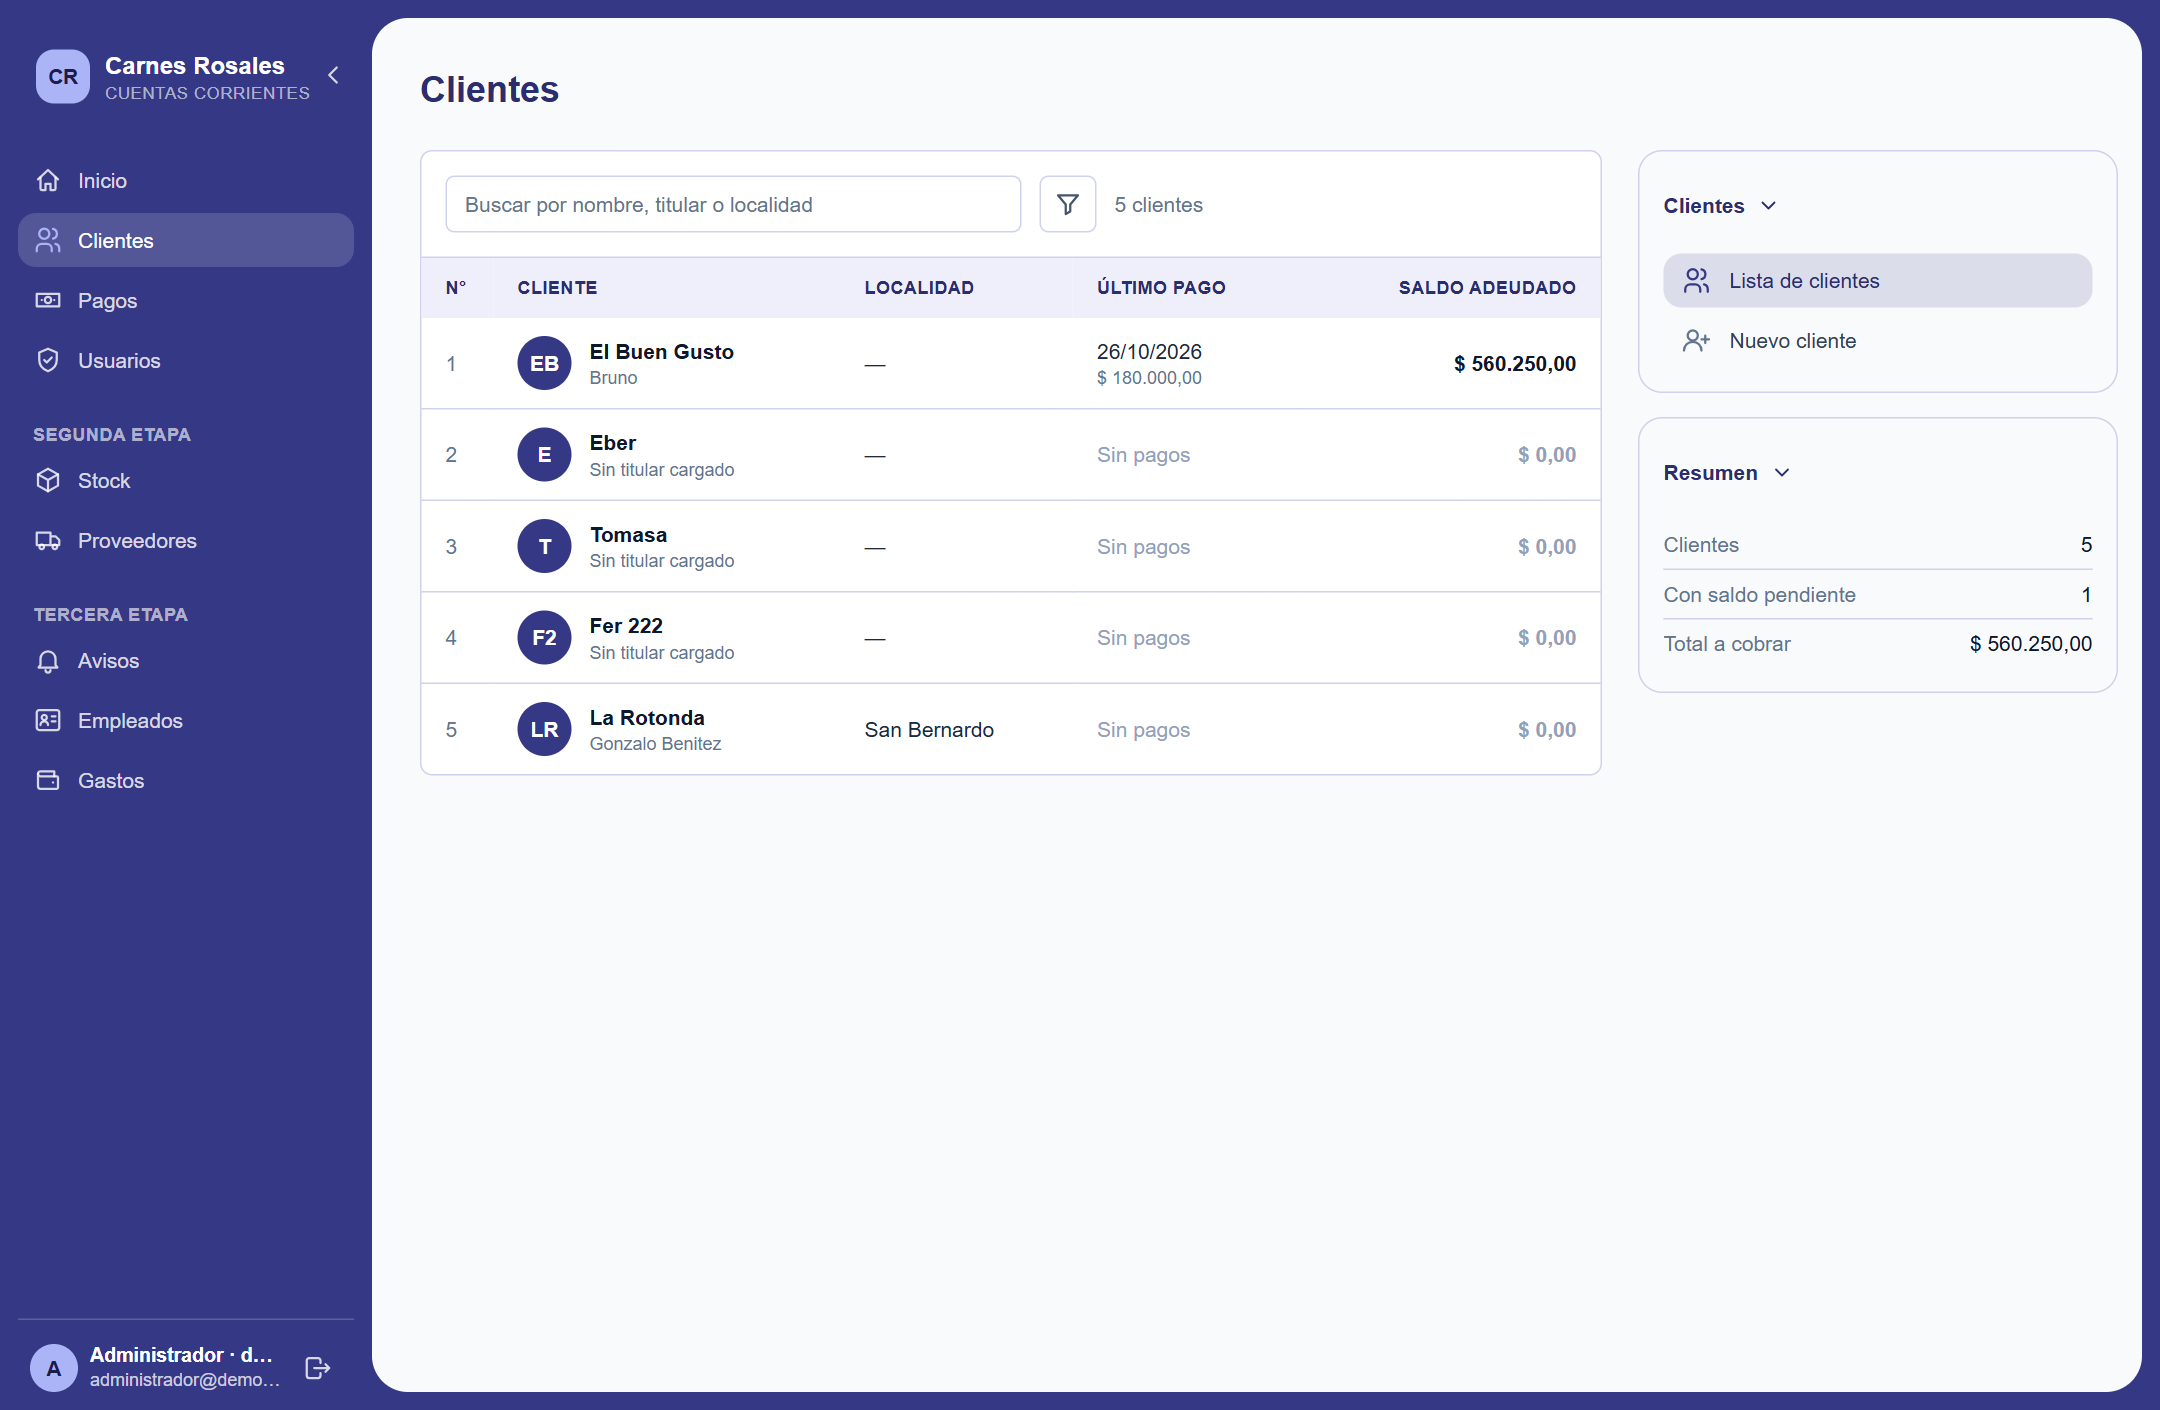 CR
Carnes Rosales
CUENTAS CORRIENTES
Inicio
Clientes
Pagos
Usuarios
SEGUNDA ETAPA
Stock
Proveedores
TERCERA ETAPA
Avisos
Empleados
Gastos
A
Administrador · d...
administrador@demo...
Clientes
Buscar por nombre, titular o localidad
5 clientes
N° CLIENTE LOCALIDAD ÚLTIMO PAGO SALDO ADEUDADO
1 EB El Buen Gusto — 26/10/2026 $ 560.250,00
Bruno $ 180.000,00
2 E Eber — Sin pagos $ 0,00
Sin titular cargado
3 T Tomasa — Sin pagos $ 0,00
Sin titular cargado
4 F2 Fer 222 — Sin pagos $ 0,00
Sin titular cargado
5 LR La Rotonda San Bernardo Sin pagos $ 0,00
Gonzalo Benitez
Clientes
Lista de clientes
Nuevo cliente
Resumen
Clientes 5
Con saldo pendiente 1
Total a cobrar $ 560.250,00